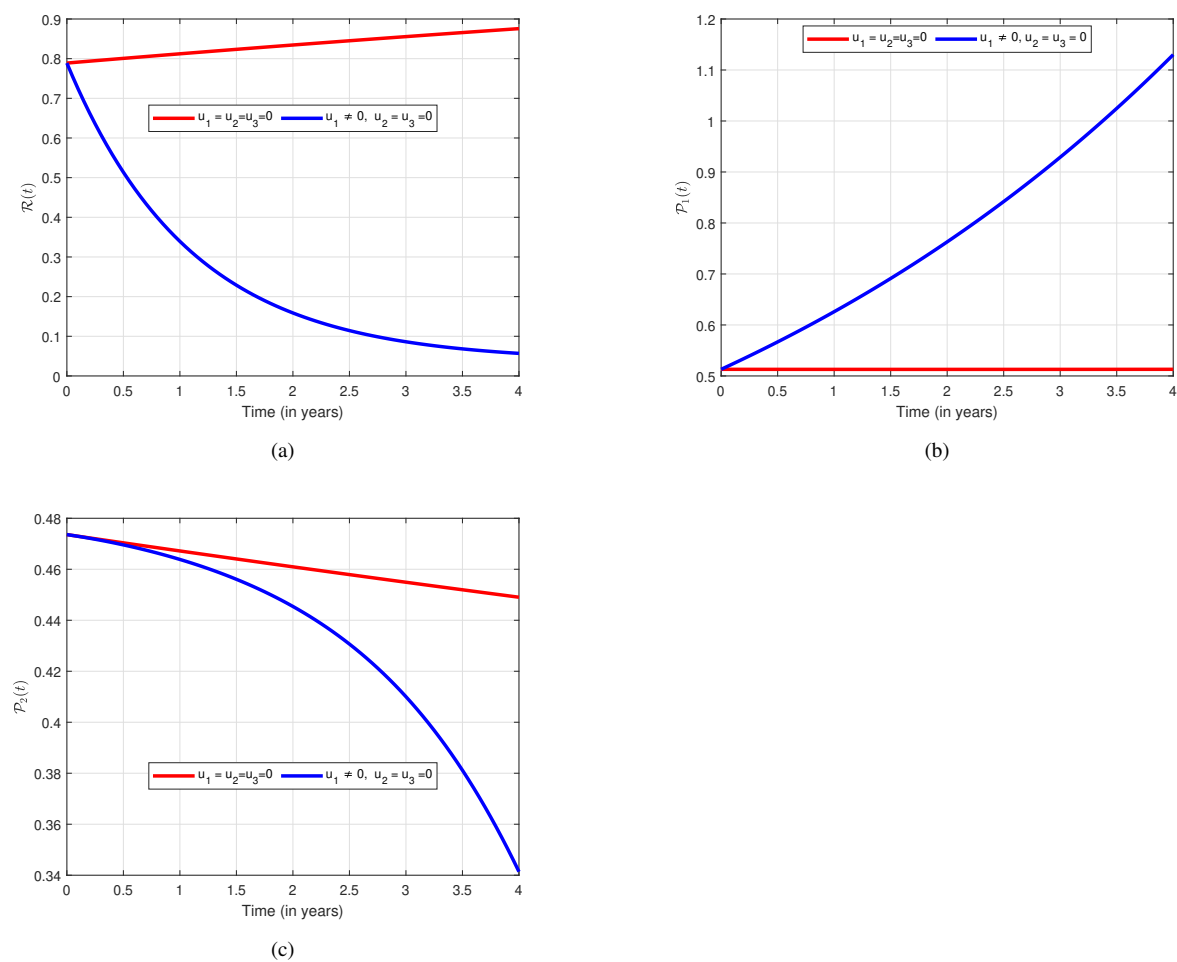 0.9
0.8
0.7
0.6
0.5
0.4
0.3
0.2
0.1
0
R(t)
u1 = u2=u3=0 u1 ≠ 0, u2 = u3 =0
0 0.5 1 1.5 2 2.5 3 3.5 4
Time (in years)
(a)
1.2
1.1
1
0.9
0.8
0.7
0.6
0.5
P1(t)
u1 = u2=u3=0 u1 ≠ 0, u2 = u3 = 0
0 0.5 1 1.5 2 2.5 3 3.5 4
Time (in years)
(b)
0.48
0.46
0.44
0.42
0.4
0.38
0.36
0.34
P2(t)
u1 = u2=u3=0 u1 ≠ 0, u2 = u3 =0
0 0.5 1 1.5 2 2.5 3 3.5 4
Time (in years)
(c)